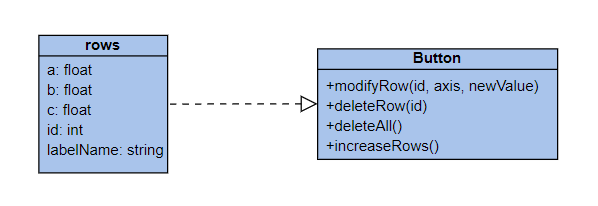 rows
a: float
b: float
c: float
id: int
labelName: string
Button
+modifyRow(id, axis, newValue)
+deleteRow(id)
+deleteAll()
+increaseRows()